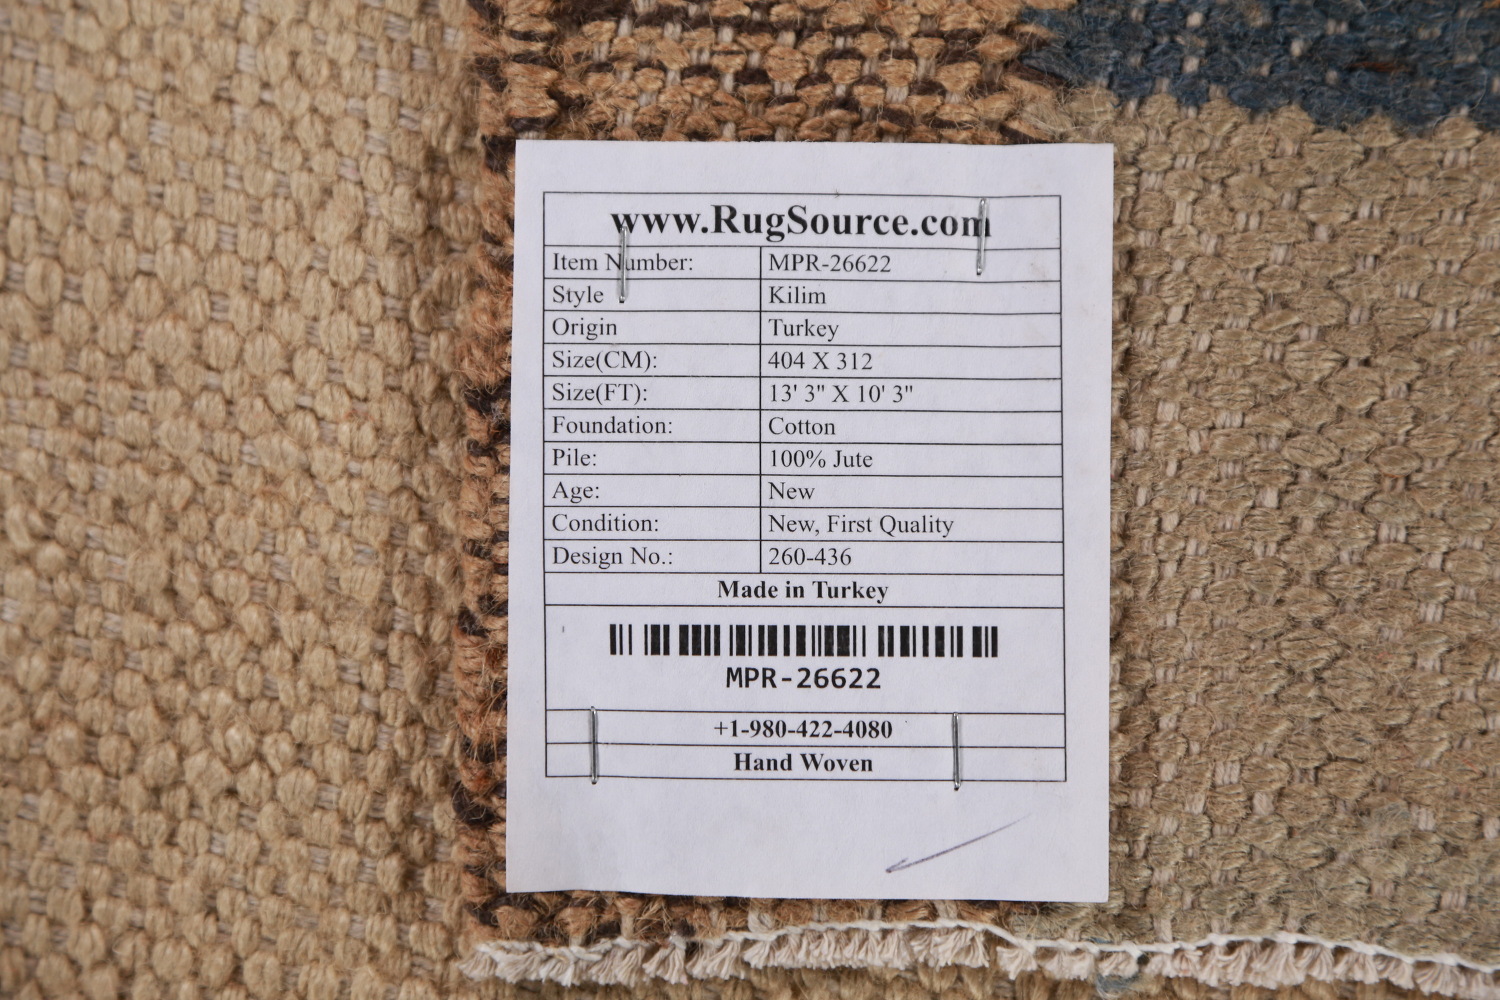 www.RugSource.com
Item Number: MPR-26622
Style Kilim
Origin Turkey
Size(CM): 404 X 312
Size(FT): 13' 3" X 10' 3"
Foundation: Cotton
Pile: 100% Jute
Age: New
Condition: New, First Quality
Design No.: 260-436
Made in Turkey
MPR-26622
+1-980-422-4080
Hand Woven